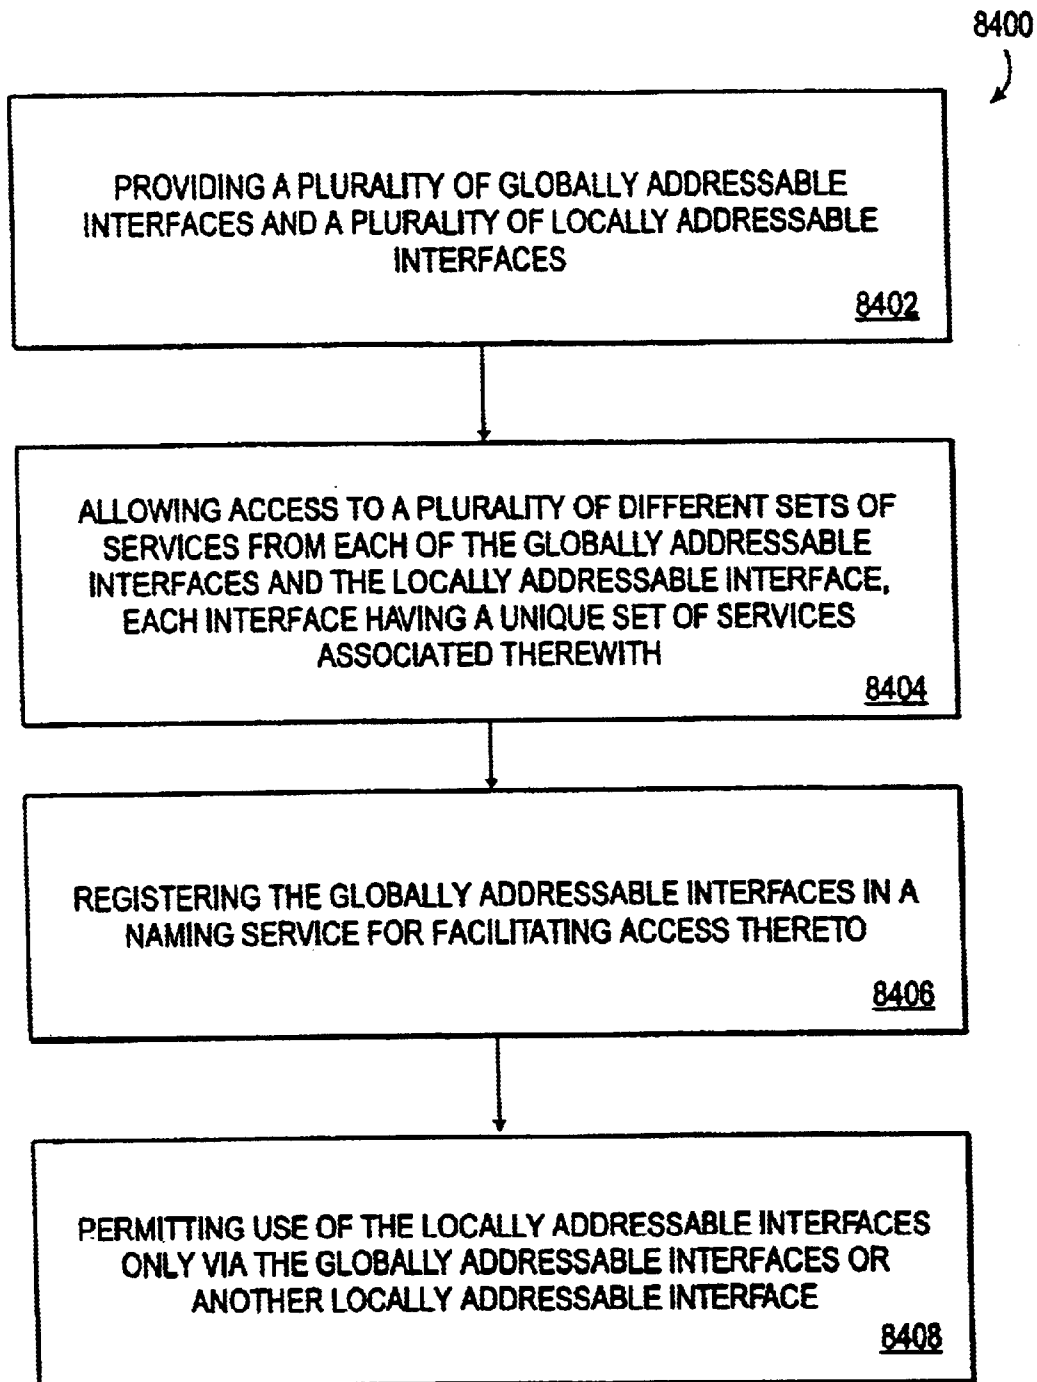 8400
PROVIDING A PLURALITY OF GLOBALLY ADDRESSABLE
INTERFACES AND A PLURALITY OF LOCALLY ADDRESSABLE
INTERFACES
8402
ALLOWING ACCESS TO A PLURALITY OF DIFFERENT SETS OF
SERVICES FROM EACH OF THE GLOBALLY ADDRESSABLE
INTERFACES AND THE LOCALLY ADDRESSABLE INTERFACE,
EACH INTERFACE HAVING A UNIQUE SET OF SERVICES
ASSOCIATED THEREWITH
8404
REGISTERING THE GLOBALLY ADDRESSABLE INTERFACES IN A
NAMING SERVICE FOR FACILITATING ACCESS THERETO
8406
PERMITTING USE OF THE LOCALLY ADDRESSABLE INTERFACES
ONLY VIA THE GLOBALLY ADDRESSABLE INTERFACES OR
ANOTHER LOCALLY ADDRESSABLE INTERFACE
8408